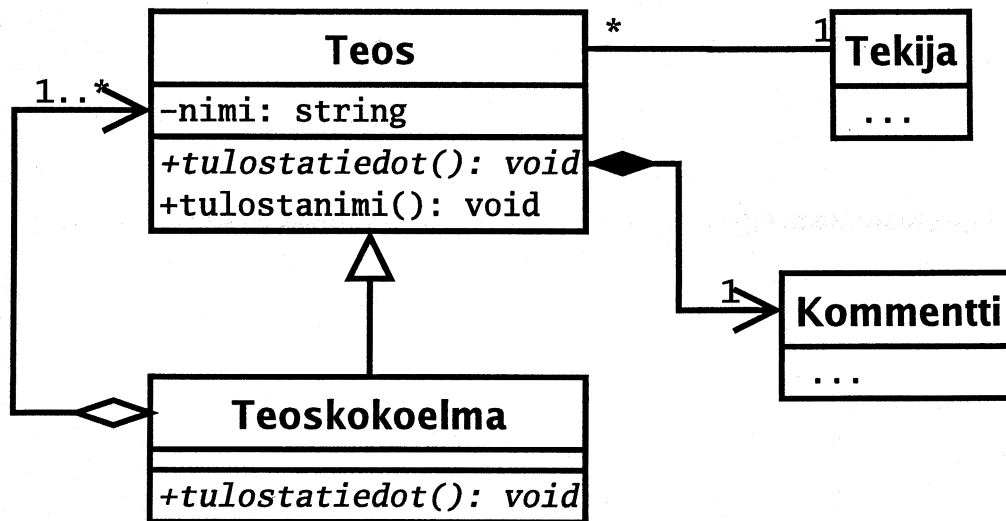 Teos
* 1
Tekija
...
1..*
-nimi: string
+tulostatiedot(): void
+tulostanimi(): void
1
Kommentti
...
Teoskokoelma
+tulostatiedot(): void